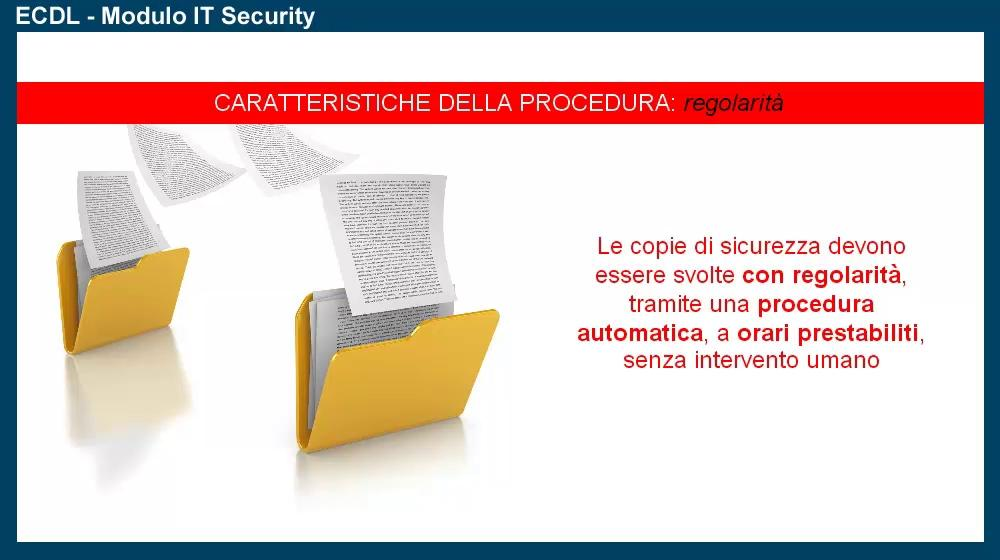 ECDL - Modulo IT Security
CARATTERISTICHE DELLA PROCEDURA: regolarità
Le copie di sicurezza devono
essere svolte con regolarità,
tramite una procedura
automatica, a orari prestabiliti,
senza intervento umano